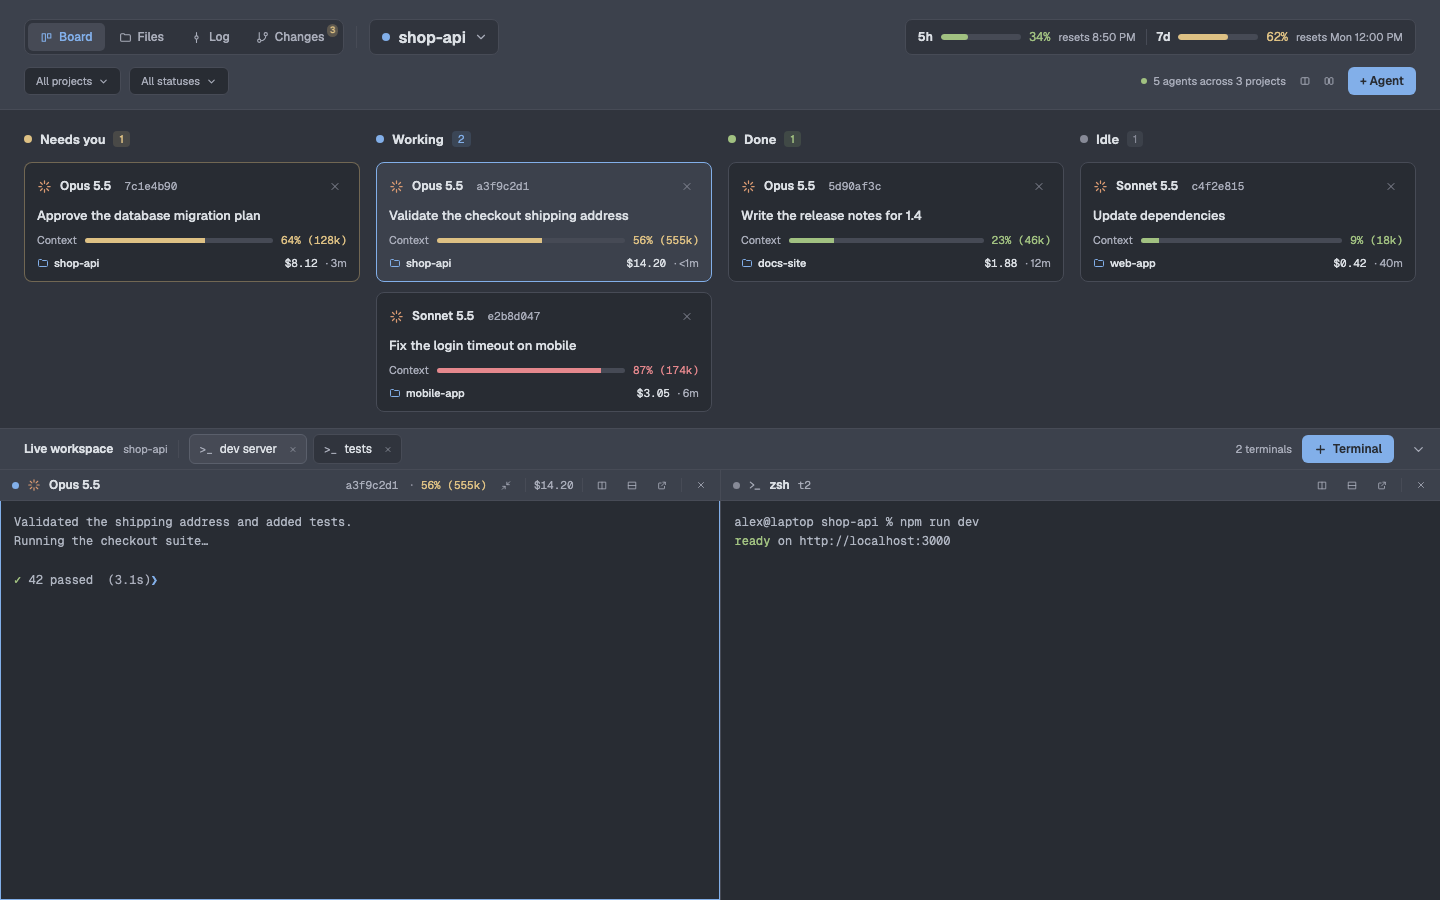 Board Files Log Changes 3 shop-api
5h 34% resets 8:50 PM 7d 62% resets Mon 12:00 PM
All projects All statuses
5 agents across 3 projects + Agent
Needs you 1
Opus 5.5 7c1e4b90
Approve the database migration plan
Context 64% (128k)
shop-api $8.12 · 3m
Working 2
Opus 5.5 a3f9c2d1
Validate the checkout shipping address
Context 56% (555k)
shop-api $14.20 · <1m
Sonnet 5.5 e2b8d047
Fix the login timeout on mobile
Context 87% (174k)
mobile-app $3.05 · 6m
Done 1
Opus 5.5 5d90af3c
Write the release notes for 1.4
Context 23% (46k)
docs-site $1.88 · 12m
Idle 1
Sonnet 5.5 c4f2e815
Update dependencies
Context 9% (18k)
web-app $0.42 · 40m
Live workspace shop-api >_ dev server × >_ tests ×
2 terminals + Terminal
Opus 5.5 a3f9c2d1 · 56% (555k) $14.20
Validated the shipping address and added tests.
Running the checkout suite…
✓ 42 passed (3.1s)❯
>_ zsh t2
alex@laptop shop-api % npm run dev
ready on http://localhost:3000